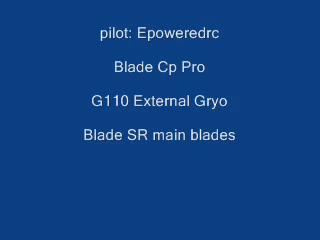 pilot: Epoweredrc
Blade Cp Pro
G110 External Gryo
Blade SR main blades